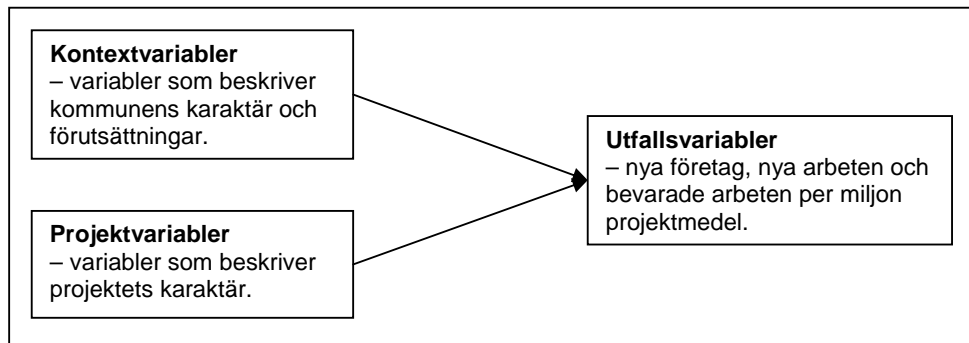 Kontextvariabler
– variabler som beskriver
kommunens karaktär och
förutsättningar.
Projektvariabler
– variabler som beskriver
projektets karaktär.
Utfallsvariabler
– nya företag, nya arbeten och
bevarade arbeten per miljon
projektmedel.